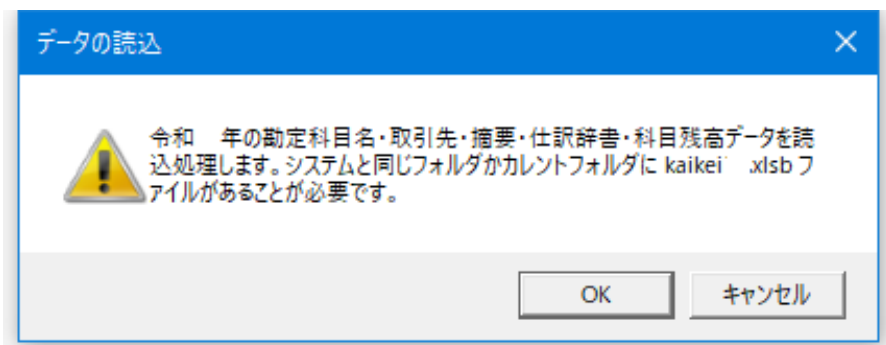 データの読込
令和 年の勘定科目名・取引先・摘要・仕訳辞書・科目残高データを読
込処理します。システムと同じフォルダかカレントフォルダに kaikei .xlsb フ
ァイルがあることが必要です。
OK
キャンセル